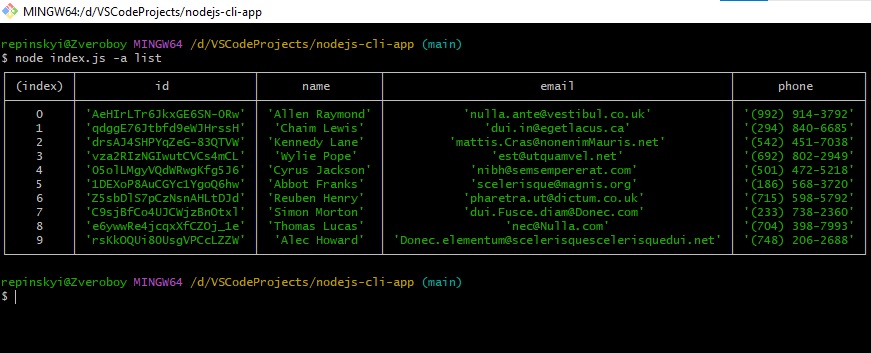 MINGW64:/d/VSCodeProjects/nodejs-cli-app
repinskyi@Zveroboy MINGW64 /d/VSCodeProjects/nodejs-cli-app (main)
$ node index.js -a list
(index) id name email phone
0 'AeHIrLTr6JkxGE6SN-0Rw' 'Allen Raymond' 'nulla.ante@vestibul.co.uk' '(992) 914-3792'
1 'qdggE76Jtbfd9eWJHrssH' 'Chaim Lewis' 'dui.in@egetlacus.ca' '(294) 840-6685'
2 'drsAJ4SHPYqZeG-83QTVW' 'Kennedy Lane' 'mattis.Cras@nonenimMauris.net' '(542) 451-7038'
3 'vza2RIzNGIwutCVCs4mCL' 'Wylie Pope' 'est@utquamvel.net' '(692) 802-2949'
4 '05olLMgyVQdWRwgKfg5J6' 'Cyrus Jackson' 'nibh@semsempererat.com' '(501) 472-5218'
5 '1DEXoP8AuCGYc1YgoQ6hw' 'Abbot Franks' 'scelerisque@magnis.org' '(186) 568-3720'
6 'Z5sbDlS7pCzNsnAHLtDJd' 'Reuben Henry' 'pharetra.ut@dictum.co.uk' '(715) 598-5792'
7 'C9sjBfCo4UJCWjzBnOtxl' 'Simon Morton' 'dui.Fusce.diam@Donec.com' '(233) 738-2360'
8 'e6ywwRe4jcqxXfCZOj_1e' 'Thomas Lucas' 'nec@Nulla.com' '(704) 398-7993'
9 'rsKkOQUi80UsgVPCcLZZW' 'Alec Howard' 'Donec.elementum@scelerisquescelerisquedui.net' '(748) 206-2688'
repinskyi@Zveroboy MINGW64 /d/VSCodeProjects/nodejs-cli-app (main)
$